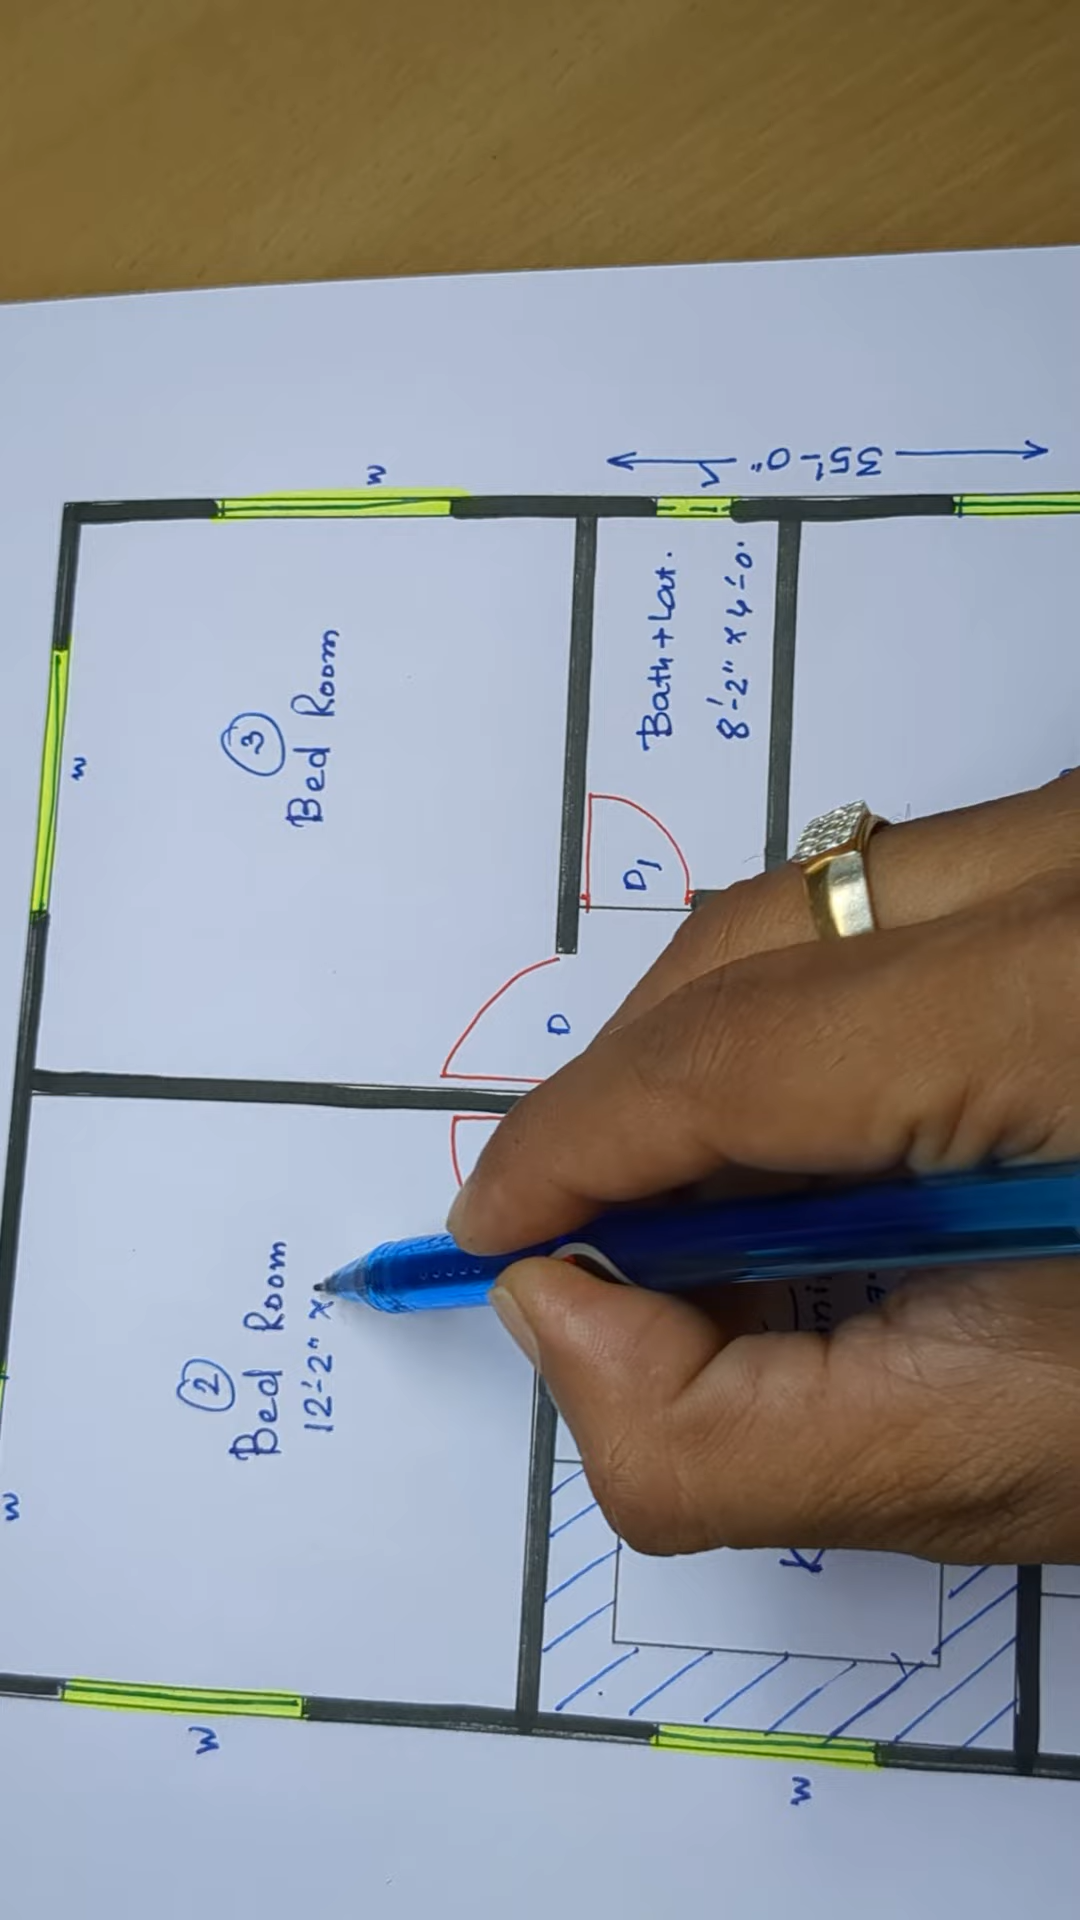 W
W
3
Bed Room
35'-0"
V
Bath + Lat.
8'-2" x 4'-0.
D1
D
2
Bed Room
12'-2" x
W
W
K
W